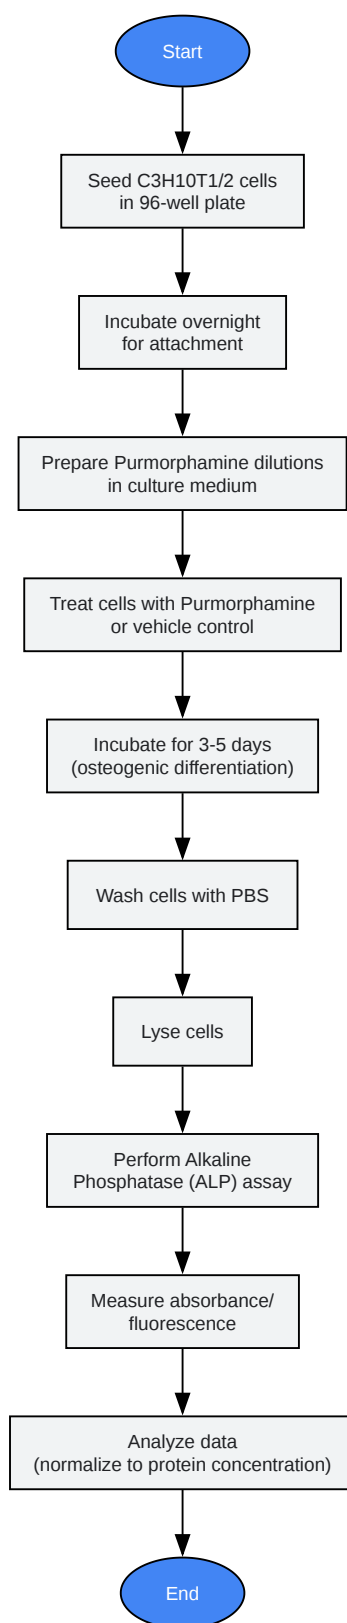 Start
Seed C3H10T1/2 cells
in 96-well plate
Incubate overnight
for attachment
Prepare Purmorphamine dilutions
in culture medium
Treat cells with Purmorphamine
or vehicle control
Incubate for 3-5 days
(osteogenic differentiation)
Wash cells with PBS
Lyse cells
Perform Alkaline
Phosphatase (ALP) assay
Measure absorbance/
fluorescence
Analyze data
(normalize to protein concentration)
End